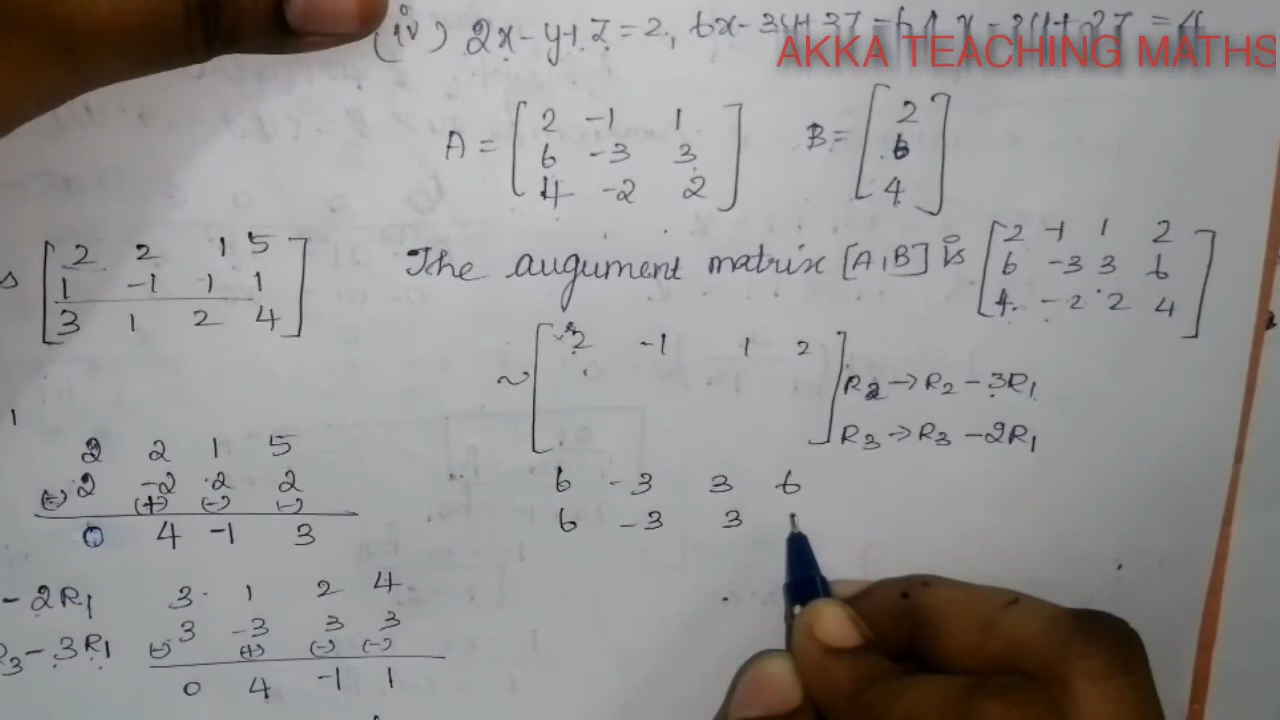 (iv) 2x - y + z = 2,
AKKA TEACHING MATHS
A = [ 2 -1 1
6 -3 3
4 -2 2 ]
B = [ 2
6
4 ]
[ 2 2 1 5
1 -1 1 1
3 1 2 4 ]
The augument matrix [A|B] is [ 2 -1 1 2
6 -3 3 6
4 -2 2 4 ]
~ [ 2 -1 1 2 ]
R2 → R2 - 3R1
R3 → R3 - 2R1
6 -3 3 6
6 -3 3
2 2 1 5
2 -2 2 2
(-) (+) (-) (-)
0 4 -1 3
- 2R1
3 1 2 4
R3 - 3R1
3 -3 3 3
(-) (+) (-) (-)
0 4 -1 1